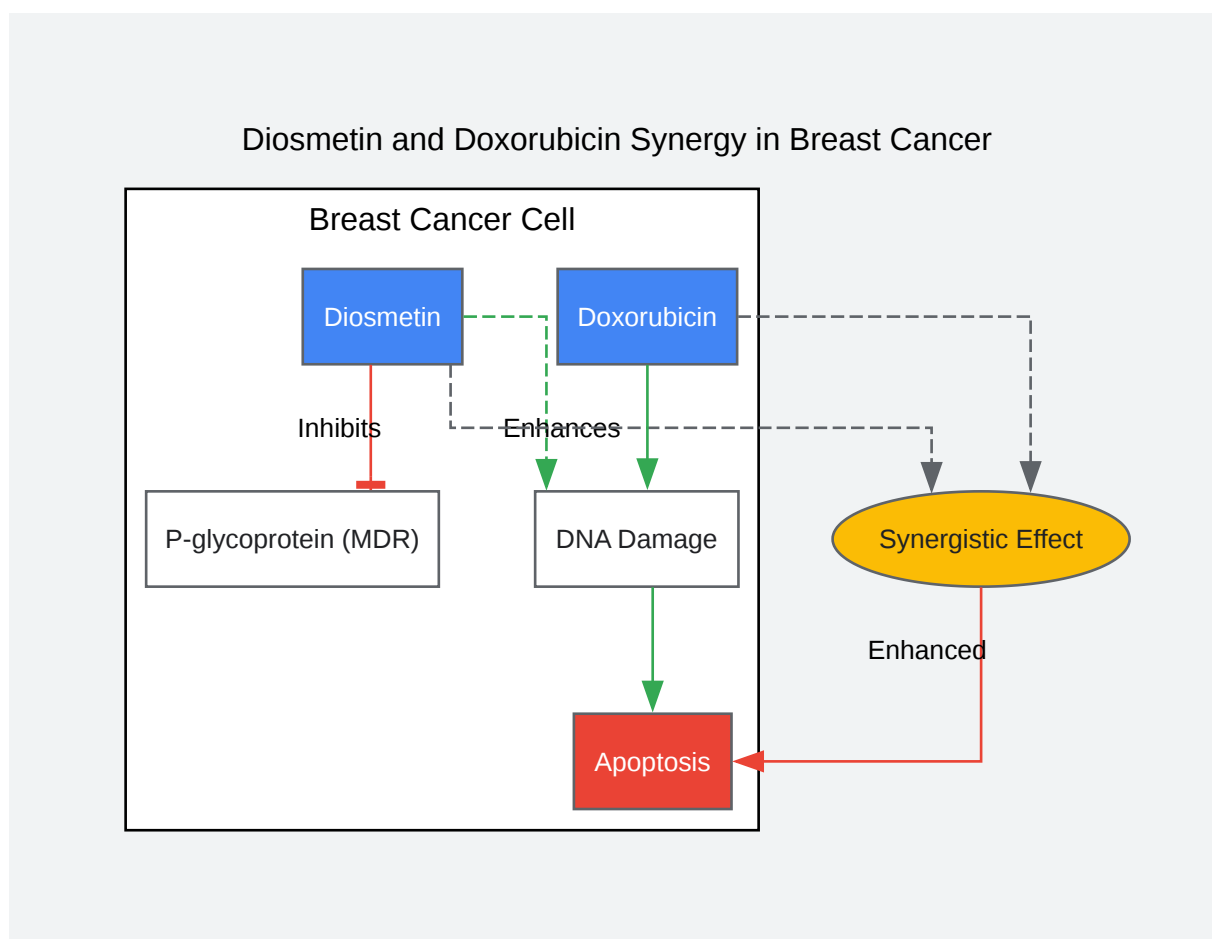 Diosmetin and Doxorubicin Synergy in Breast Cancer
Breast Cancer Cell
Diosmetin
Doxorubicin
Inhibits
Enhances
P-glycoprotein (MDR)
DNA Damage
Synergistic Effect
Enhanced
Apoptosis